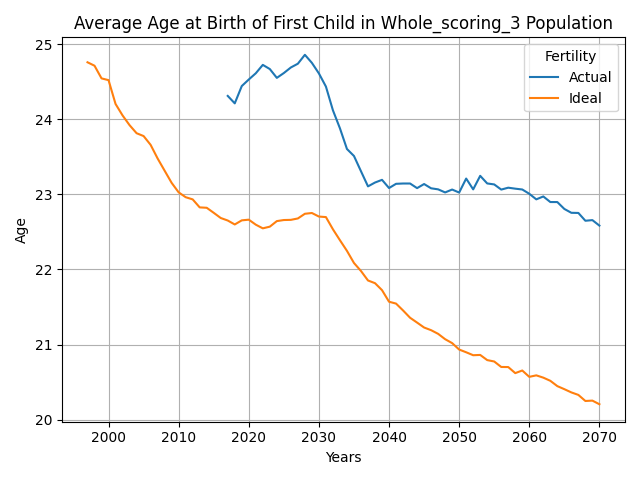 Average Age at Birth of First Child in Whole_scoring_3 Population
Fertility
Actual
Ideal
Age
25
24
23
22
21
20
2000 2010 2020 2030 2040 2050 2060 2070
Years